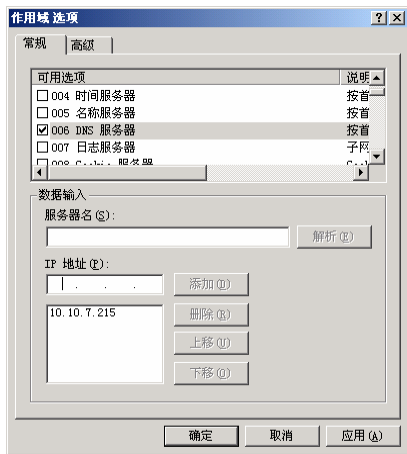 作用域 选项
常规
高级
可用选项
说明
004 时间服务器
按首
005 名称服务器
按首
006 DNS 服务器
按首
007 日志服务器
子网
数据输入
服务器名(S):
解析(E)
IP 地址(P):
. . .
添加(D)
10.10.7.215
删除(R)
上移(U)
下移(O)
确定
取消
应用(A)